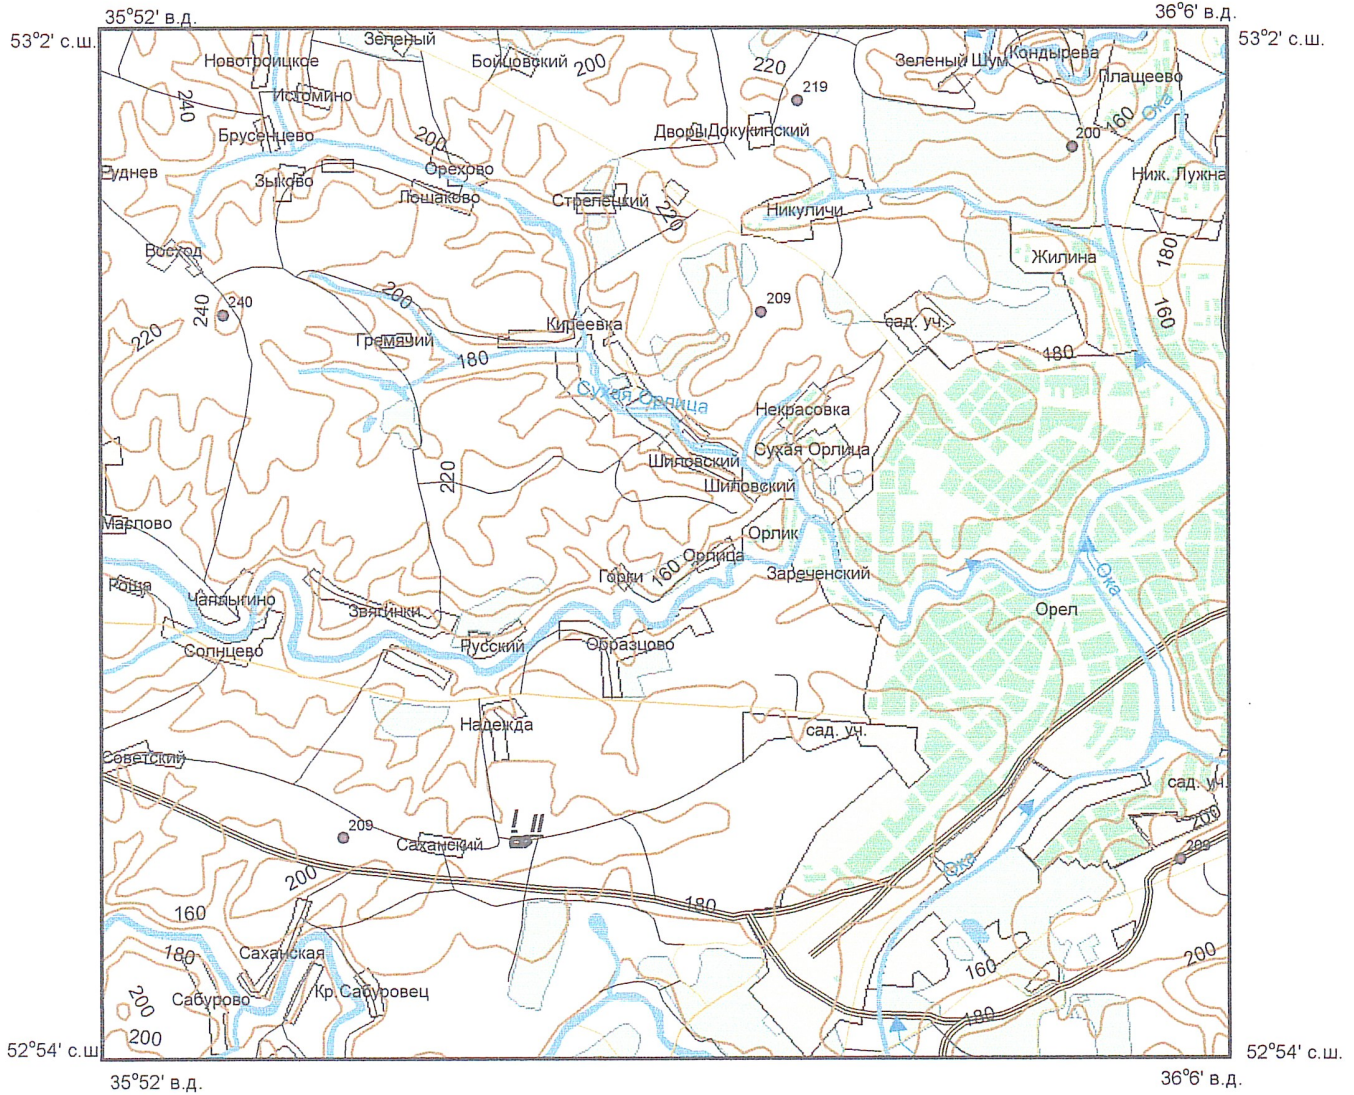 35°52' в.д.
36°6' в.д.
53°2' с.ш.
53°2' с.ш.
Зеленый
Новотроицкое
Бойцовский
200
220
Зеленый Шум
Кондырева
Плащеево
219
240
Истомино
Ока
160
Брусенцево
200
Дворы
Докукинский
200
Зыково
Орехово
Ниж. Лужна
Лошаково
Стрелецкий
220
Никуличи
Восход
180
Жилина
200
240
240
209
160
220
Киреевка
сад. уч.
Гремячий
180
180
Сухая Орлица
Некрасовка
Сухая Орлица
Шиловский
220
Шиловский
Маслово
Орлик
Орлица
160
Горки
Зареченский
Ока
Роща
Чаплыгино
Звягинки
Орел
Русский
Образцово
Солнцево
Надежда
сад. уч.
Советский
сад. уч.
200
209
Саханский
209
Ока
200
180
160
180
Саханская
200
160
Сабурово
Кр.Сабуровец
200
180
200
52°54' с.ш
52°54' с.ш.
35°52' в.д.
36°6' в.д.